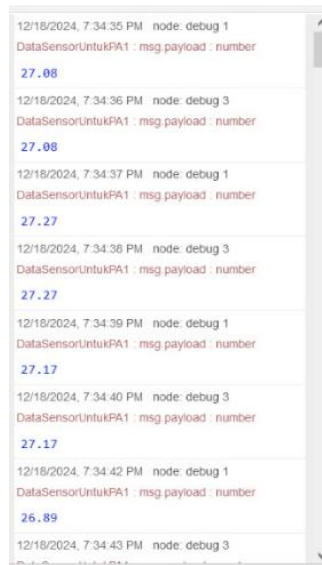 12/18/2024, 7:34:35 PM node: debug 1
DataSensorUntukPA1 : msg.payload : number
27.08
12/18/2024, 7:34:36 PM node: debug 3
DataSensorUntukPA1 : msg.payload : number
27.08
12/18/2024, 7:34:37 PM node: debug 1
DataSensorUntukPA1 : msg.payload : number
27.27
12/18/2024, 7:34:38 PM node: debug 3
DataSensorUntukPA1 : msg.payload : number
27.27
12/18/2024, 7:34:39 PM node: debug 1
DataSensorUntukPA1 : msg.payload : number
27.17
12/18/2024, 7:34:40 PM node: debug 3
DataSensorUntukPA1 : msg.payload : number
27.17
12/18/2024, 7:34:42 PM node: debug 1
DataSensorUntukPA1 : msg.payload : number
26.89
12/18/2024, 7:34:43 PM node: debug 3